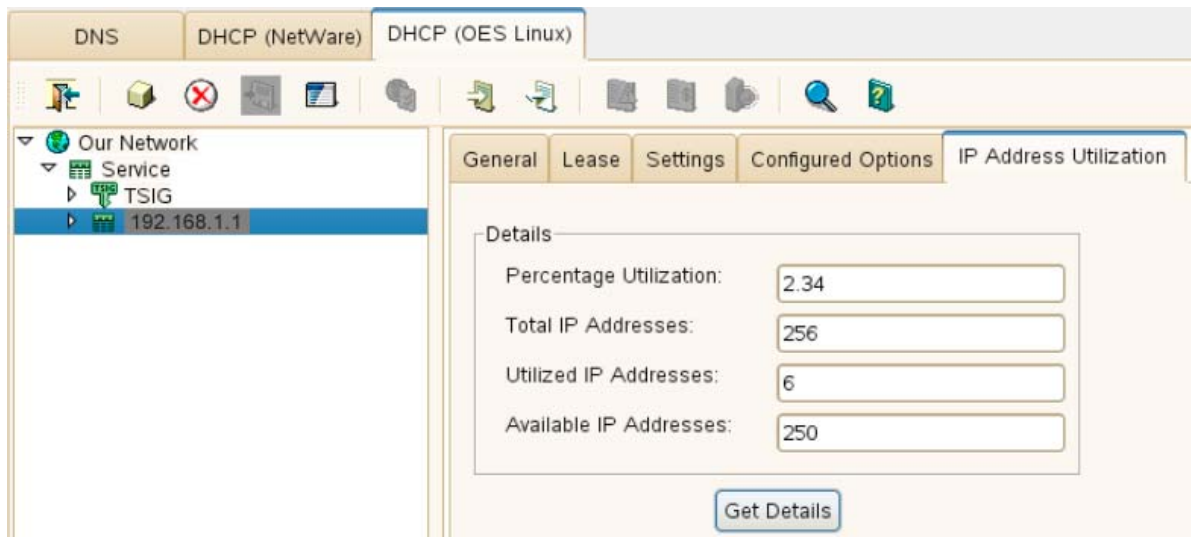 DNS
DHCP (NetWare)
DHCP (OES Linux)
Our Network
Service
TSIG
TSIG
192.168.1.1
General
Lease
Settings
Configured Options
IP Address Utilization
Details
Percentage Utilization: 2.34
Total IP Addresses: 256
Utilized IP Addresses: 6
Available IP Addresses: 250
Get Details